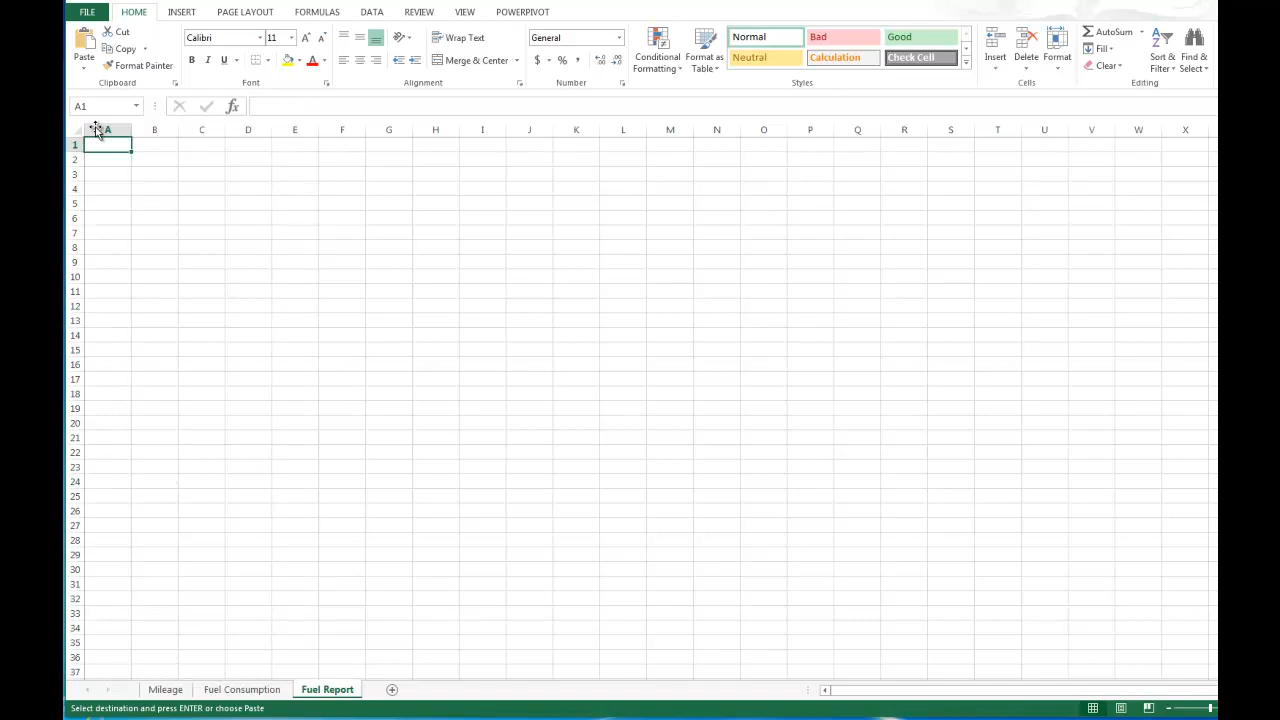 FILE HOME INSERT PAGE LAYOUT FORMULAS DATA REVIEW VIEW POWERPIVOT
Paste
Cut
Copy
Format Painter
Clipboard
Calibri 11
B I U
Font
Wrap Text
Merge & Center
Alignment
General
$ % ,
Number
Conditional Formatting
Format as Table
Normal Bad Good
Neutral Calculation Check Cell
Styles
Insert Delete Format
Cells
AutoSum
Fill
Clear
Sort & Filter
Find & Select
Editing
A1
fx
A B C D E F G H I J K L M N O P Q R S T U V W X
1
2
3
4
5
6
7
8
9
10
11
12
13
14
15
16
17
18
19
20
21
22
23
24
25
26
27
28
29
30
31
32
33
34
35
36
37
Mileage Fuel Consumption Fuel Report
Select destination and press ENTER or choose Paste